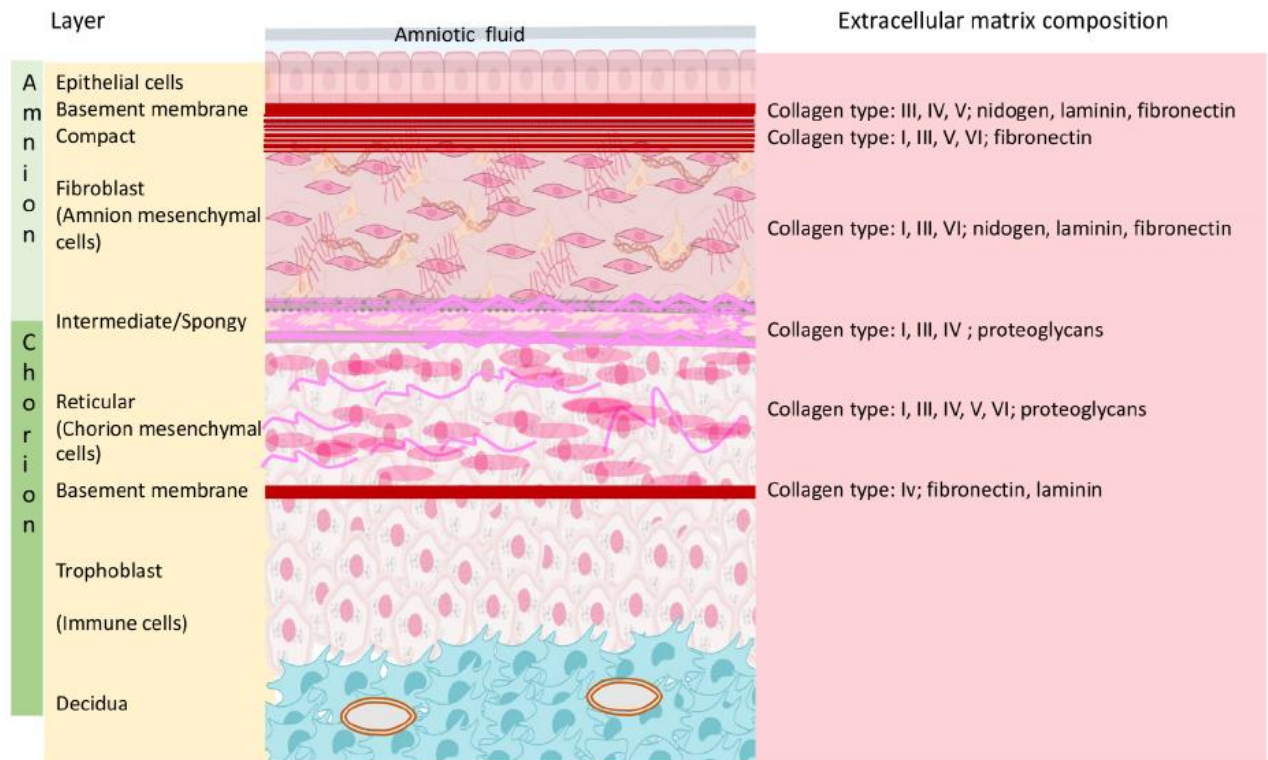 Layer
Amniotic fluid
Extracellular matrix composition
Amnion
Epithelial cells
Basement membrane
Collagen type: III, IV, V; nidogen, laminin, fibronectin
Compact
Collagen type: I, III, V, VI; fibronectin
Fibroblast
(Amnion mesenchymal
cells)
Collagen type: I, III, VI; nidogen, laminin, fibronectin
Intermediate/Spongy
Collagen type: I, III, IV ; proteoglycans
Chorion
Reticular
(Chorion mesenchymal
cells)
Collagen type: I, III, IV, V, VI; proteoglycans
Basement membrane
Collagen type: Iv; fibronectin, laminin
Trophoblast
(Immune cells)
Decidua